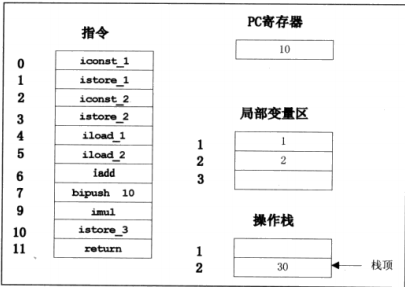 指令
0 iconst_1
1 istore_1
2 iconst_2
3 istore_2
4 iload_1
5 iload_2
6 iadd
7 bipush 10
9 imul
10 istore_3
11 return
PC寄存器
10
局部变量区
1 1
2 2
3
操作栈
1
2 30 栈顶